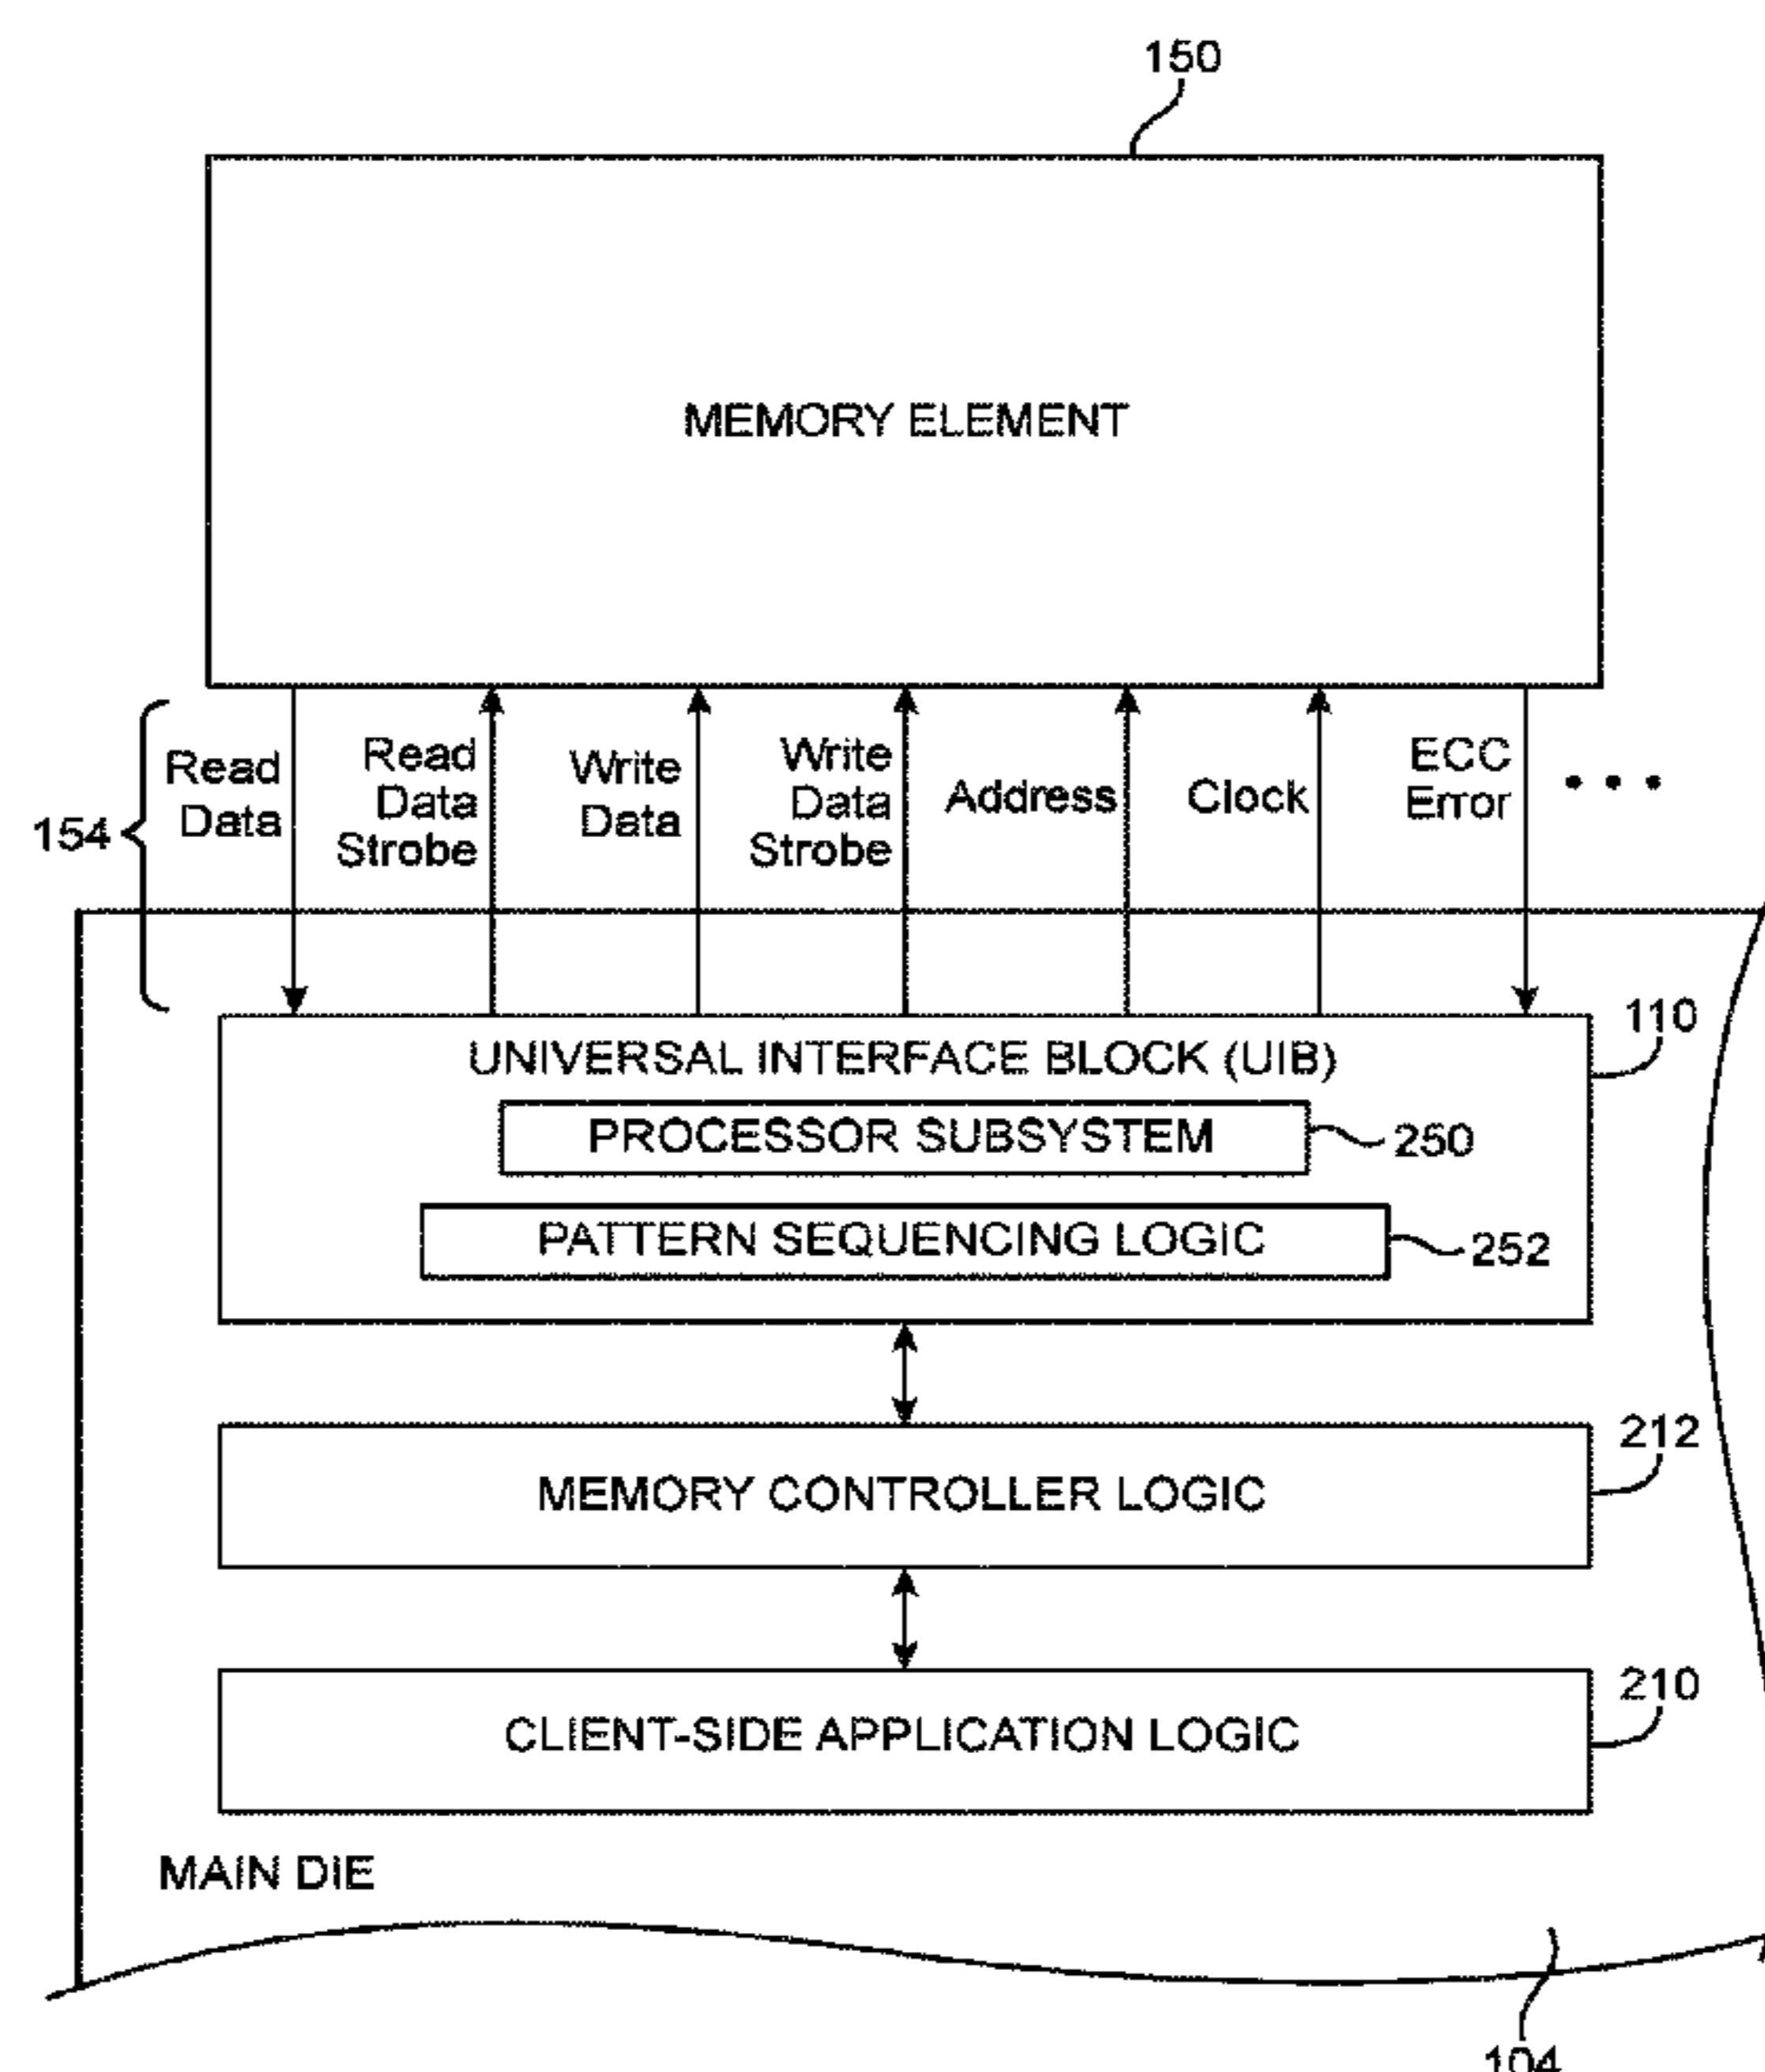 150
MEMORY ELEMENT
Read
Data
Read
Data
Strobe
Write
Data
Write
Data
Strobe
Address
Clock
ECC
Error
• • •
154
110
UNIVERSAL INTERFACE BLOCK (UIB)
PROCESSOR SUBSYSTEM
250
PATTERN SEQUENCING LOGIC
252
212
MEMORY CONTROLLER LOGIC
210
CLIENT-SIDE APPLICATION LOGIC
MAIN DIE
104